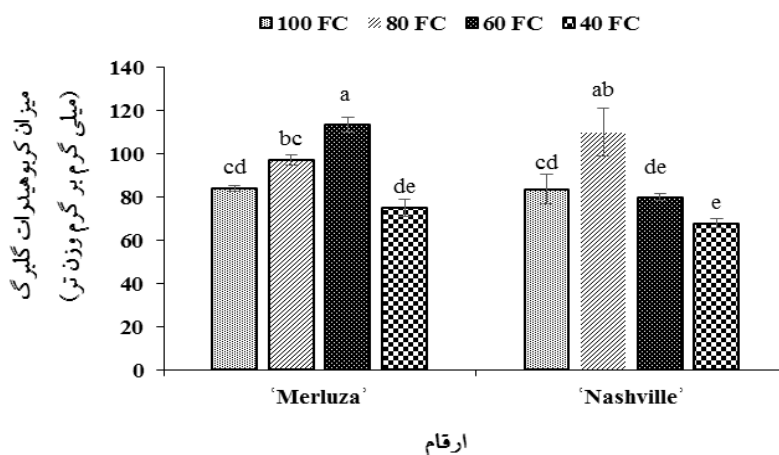 100 FC 80 FC 60 FC 40 FC
میزان کربوهیدرات گلبرگ
(میلی گرم بر گرم وزن تر)
140
120
100
80
60
40
20
0
cd bc a de cd ab de e
'Merluza' 'Nashville'
ارقام